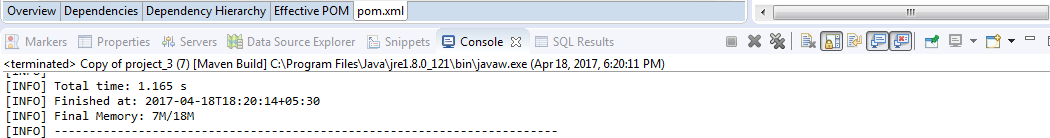 Overview Dependencies Dependency Hierarchy Effective POM pom.xml
Markers Properties Servers Data Source Explorer Snippets Console SQL Results
<terminated> Copy of project_3 (7) [Maven Build] C:\Program Files\Java\jre1.8.0_121\bin\javaw.exe (Apr 18, 2017, 6:20:11 PM)
[INFO] Total time: 1.165 s
[INFO] Finished at: 2017-04-18T18:20:14+05:30
[INFO] Final Memory: 7M/18M
[INFO] ------------------------------------------------------------------------